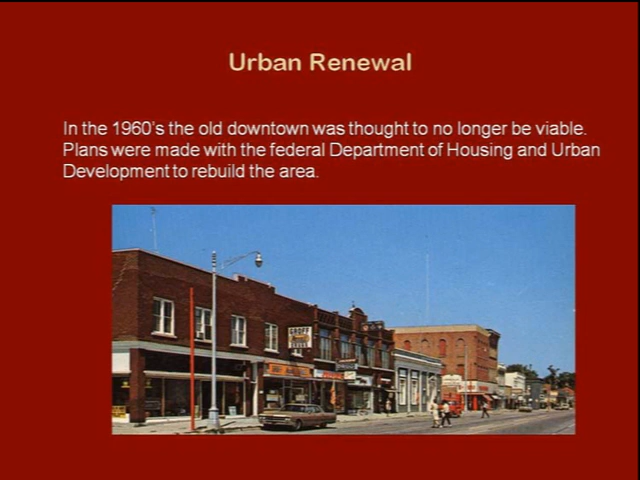 Urban Renewal
In the 1960's the old downtown was thought to no longer be viable.
Plans were made with the federal Department of Housing and Urban
Development to rebuild the area.